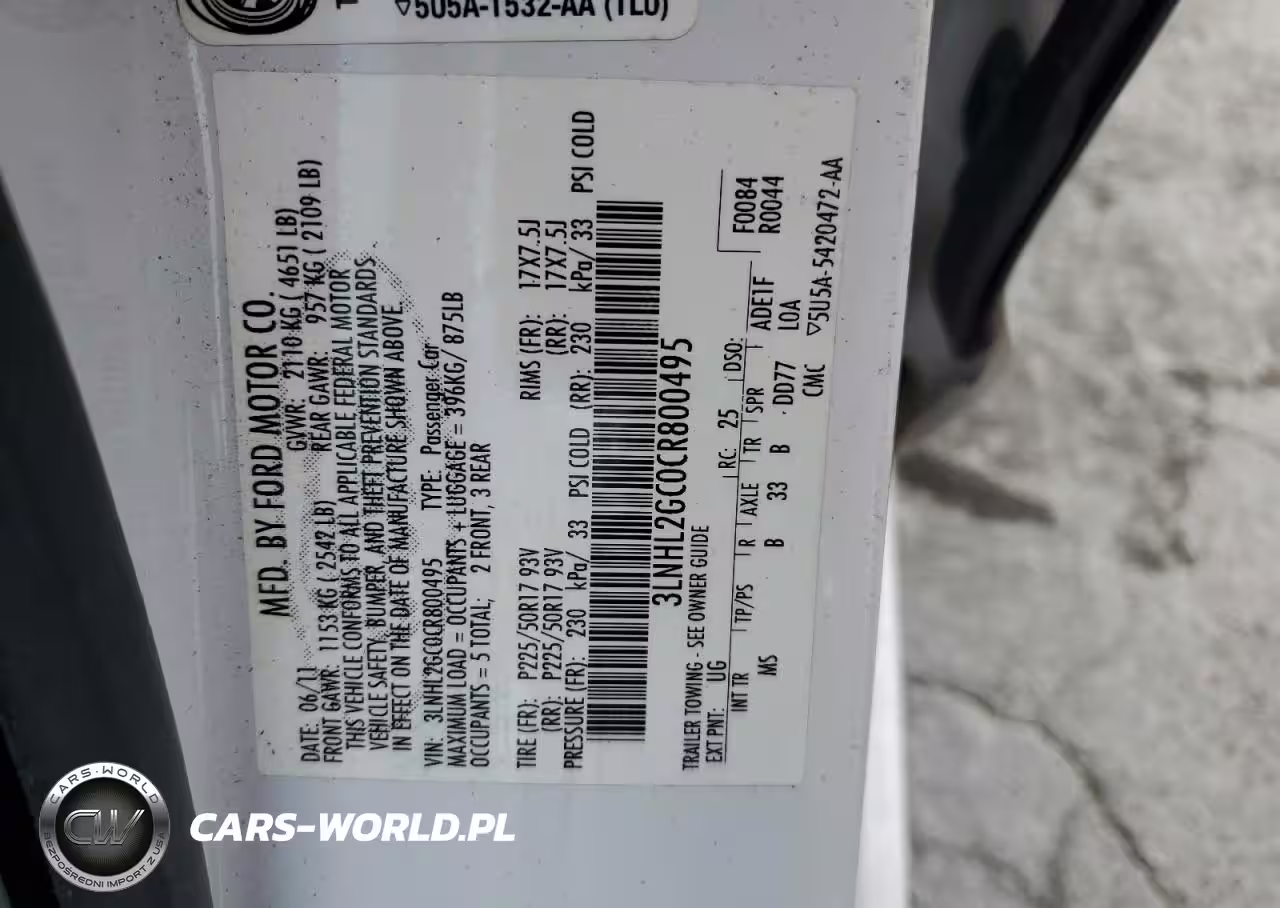 5U5A-1532-AA (TLU)
MFD. BY FORD MOTOR CO.
DATE: 06/11 GVWR: 2110 KG ( 4651 LB)
FRONT GAWR: 1153 KG ( 2542 LB) REAR GAWR: 957 KG ( 2109 LB)
THIS VEHICLE CONFORMS TO ALL APPLICABLE FEDERAL MOTOR
VEHICLE SAFETY, BUMPER, AND THEFT PREVENTION STANDARDS
IN EFFECT ON THE DATE OF MANUFACTURE SHOWN ABOVE.
VIN: 3LNHL2GC0CR800495 TYPE: Passenger Car
MAXIMUM LOAD = OCCUPANTS + LUGGAGE = 396KG/ 875LB
OCCUPANTS = 5 TOTAL; 2 FRONT, 3 REAR
TIRE (FR): P225/50R17 93V RIMS (FR): 17X7.5J
(RR): P225/50R17 93V (RR): 17X7.5J
PRESSURE (FR): 230 kPa/ 33 PSI COLD (RR): 230 kPa/ 33 PSI COLD
3LNHL2GC0CR800495
TRAILER TOWING - SEE OWNER GUIDE
EXT PNT: UG RC: 25 DSO: F0084
R0044
INT TR TP/PS R AXLE TR SPR ADE1F
MS B 33 B DD77 L0A
CMC ▽5U5A-5420472-AA
CARS-WORLD
CW
BEZPOŚREDNI IMPORT Z USA
CARS-WORLD.PL